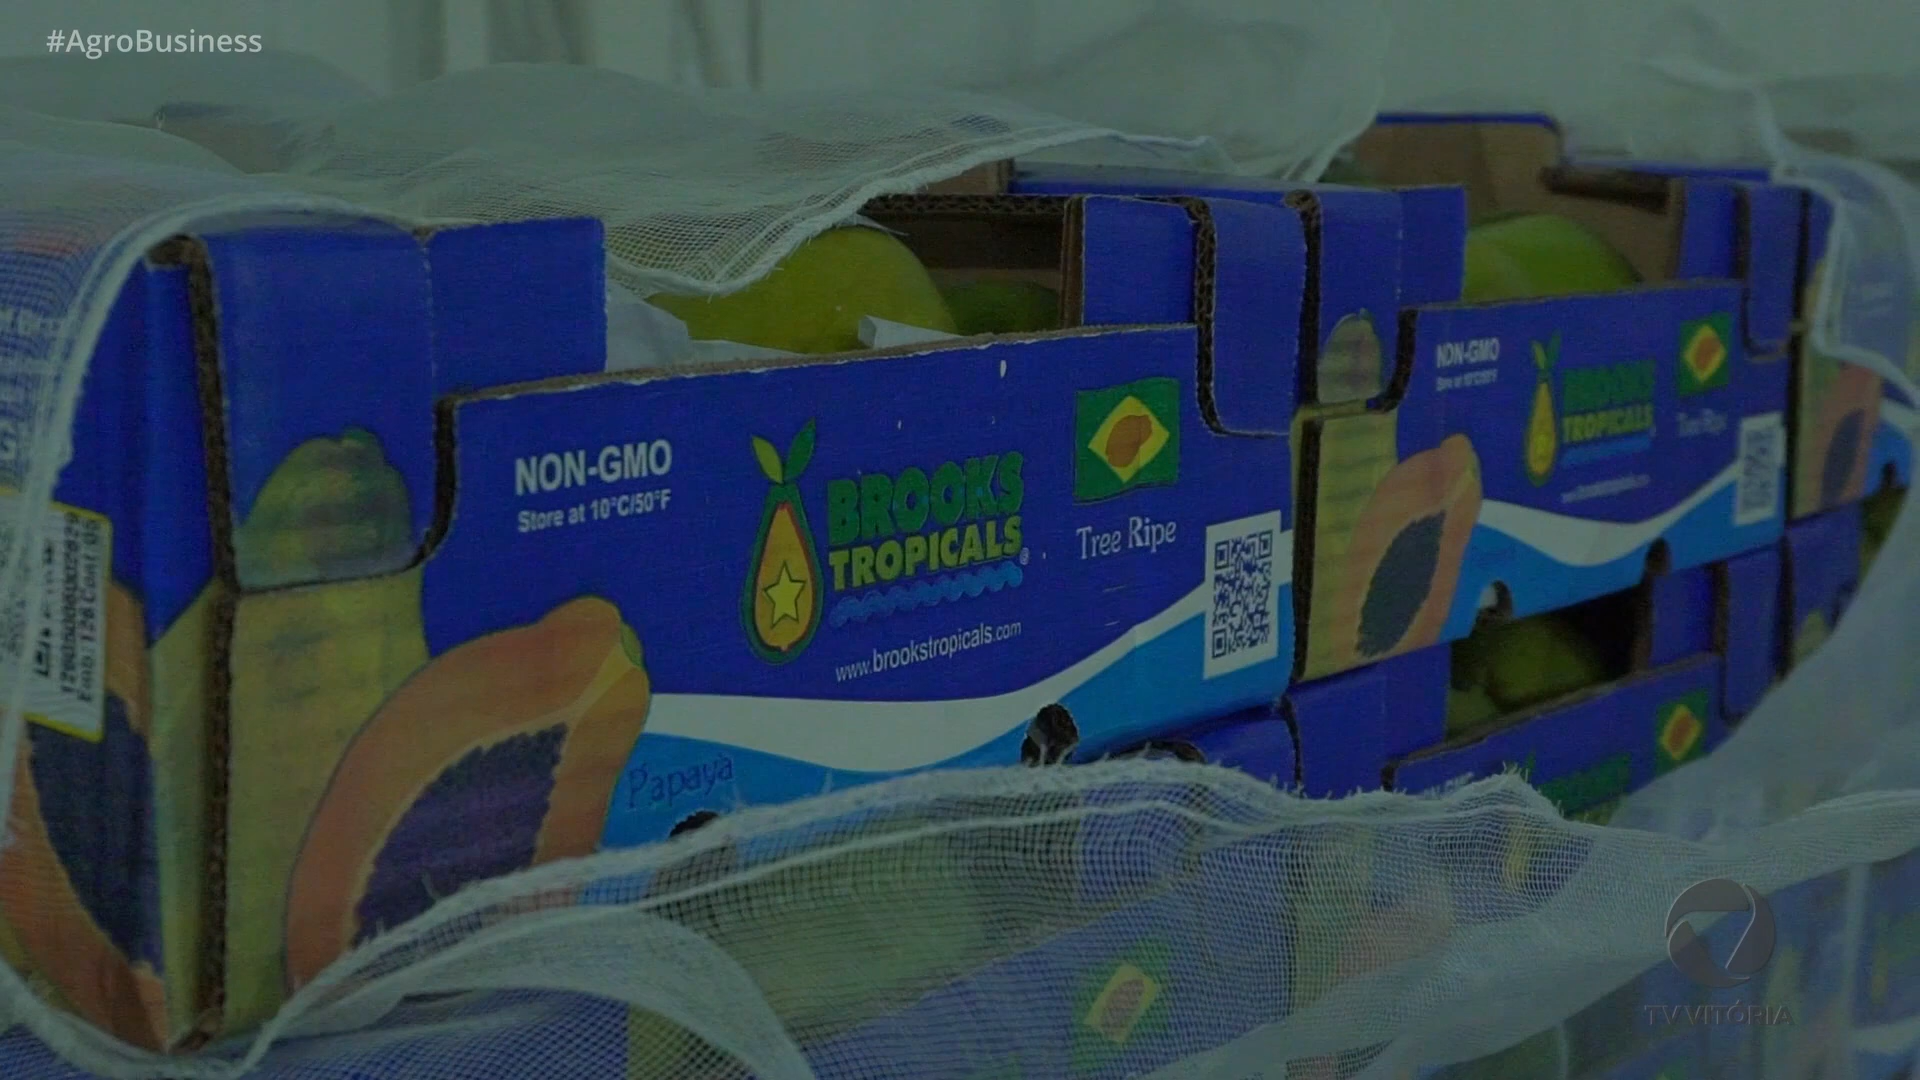 #AgroBusiness
NON-GMO
Store at 10°C/50°F
BROOKS
TROPICALS®
www.brookstropicals.com
Tree Ripe
Papaya
NON-GMO
BROOKS
TROPICALS
Tree Ripe
TV VITÓRIA